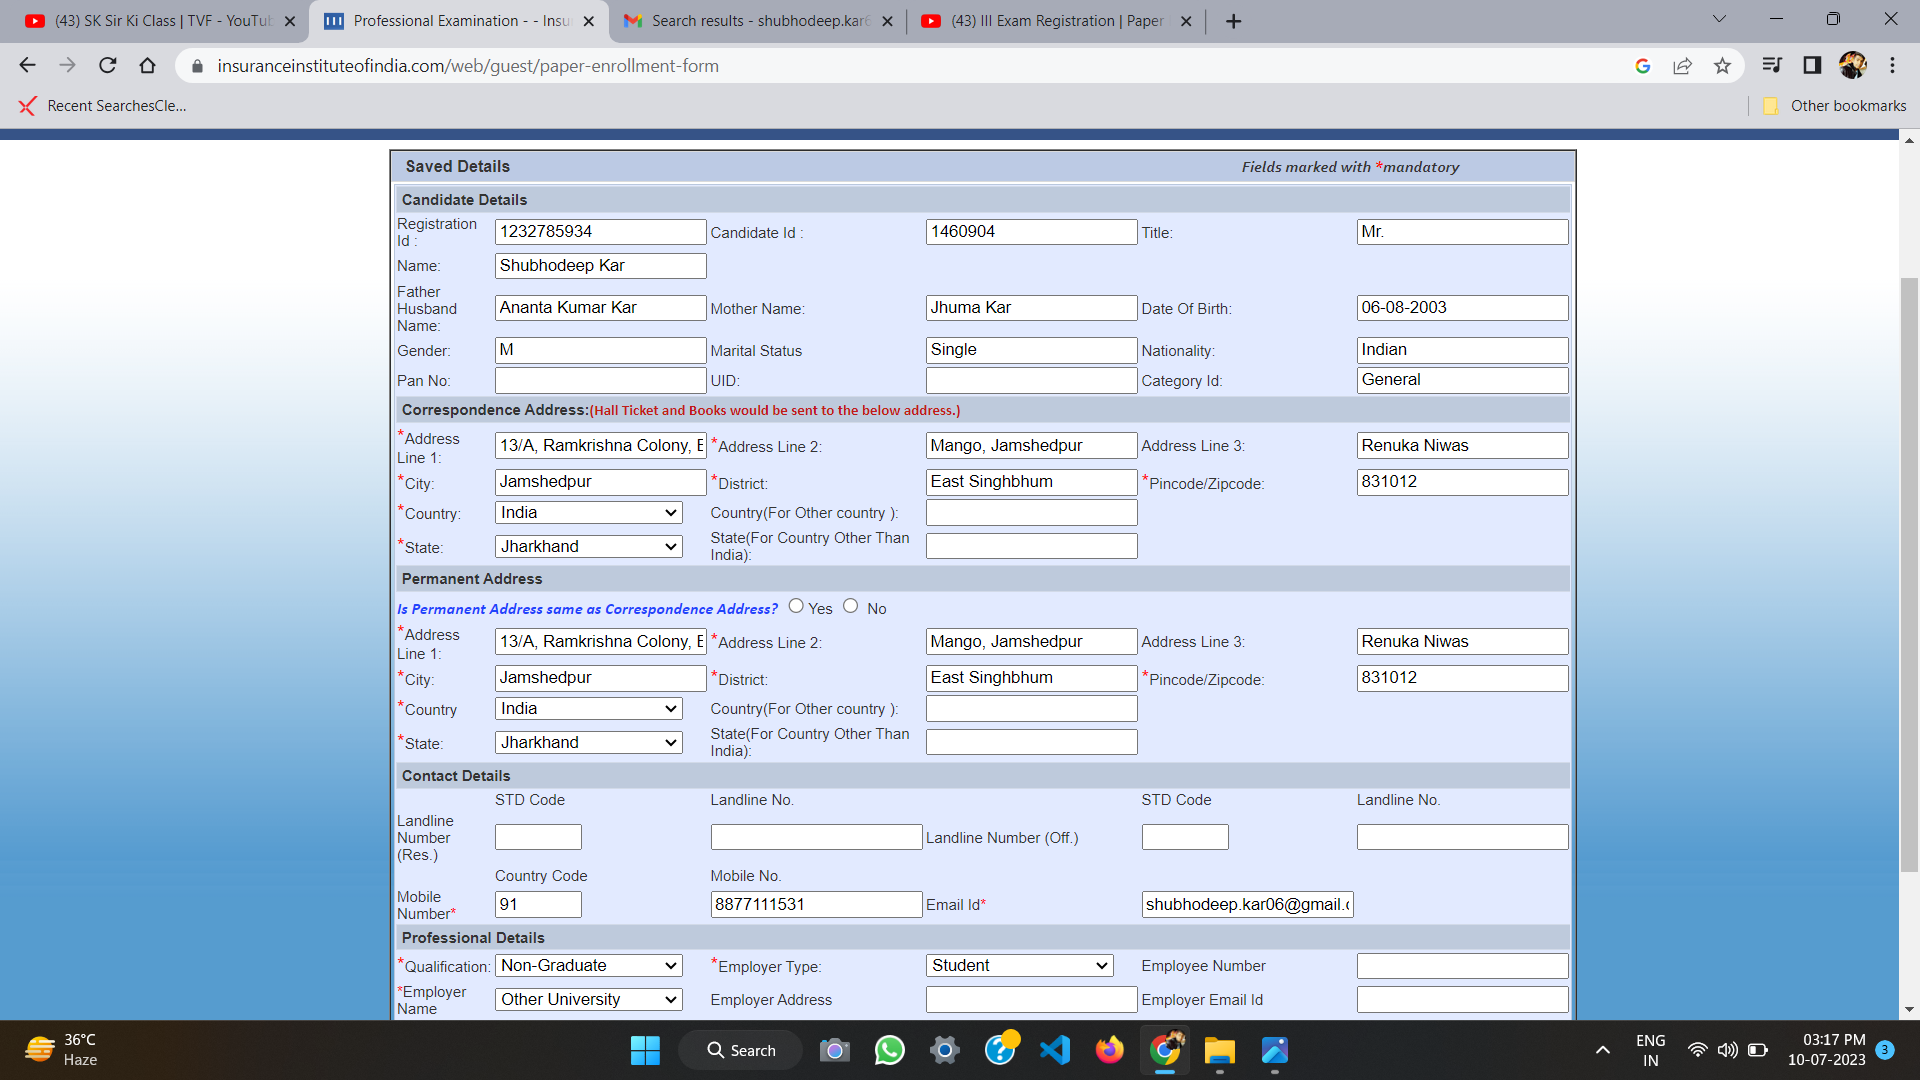 (43) SK Sir Ki Class | TVF - YouTub
Professional Examination - - Insu
Search results - shubhodeep.kar
(43) III Exam Registration | Paper
insuranceinstituteofindia.com/web/guest/paper-enrollment-form
Recent SearchesCle...
Other bookmarks
Saved Details Fields marked with *mandatory
Candidate Details
Registration Id : 1232785934 Candidate Id : 1460904 Title: Mr.
Name: Shubhodeep Kar
Father Husband Name: Ananta Kumar Kar Mother Name: Jhuma Kar Date Of Birth: 06-08-2003
Gender: M Marital Status Single Nationality: Indian
Pan No: UID: Category Id: General
Correspondence Address:(Hall Ticket and Books would be sent to the below address.)
*Address Line 1: 13/A, Ramkrishna Colony, *Address Line 2: Mango, Jamshedpur Address Line 3: Renuka Niwas
*City: Jamshedpur *District: East Singhbhum *Pincode/Zipcode: 831012
*Country: India Country(For Other country ):
*State: Jharkhand State(For Country Other Than India):
Permanent Address
Is Permanent Address same as Correspondence Address? Yes No
*Address Line 1: 13/A, Ramkrishna Colony, *Address Line 2: Mango, Jamshedpur Address Line 3: Renuka Niwas
*City: Jamshedpur *District: East Singhbhum *Pincode/Zipcode: 831012
*Country India Country(For Other country ):
*State: Jharkhand State(For Country Other Than India):
Contact Details
STD Code Landline No. STD Code Landline No.
Landline Number (Res.) Landline Number (Off.)
Country Code Mobile No.
Mobile Number* 91 8877111531 Email Id* shubhodeep.kar06@gmail.c
Professional Details
*Qualification: Non-Graduate *Employer Type: Student Employee Number
*Employer Name Other University Employer Address Employer Email Id
36°C
Haze
Search
ENG
IN
03:17 PM
10-07-2023
3